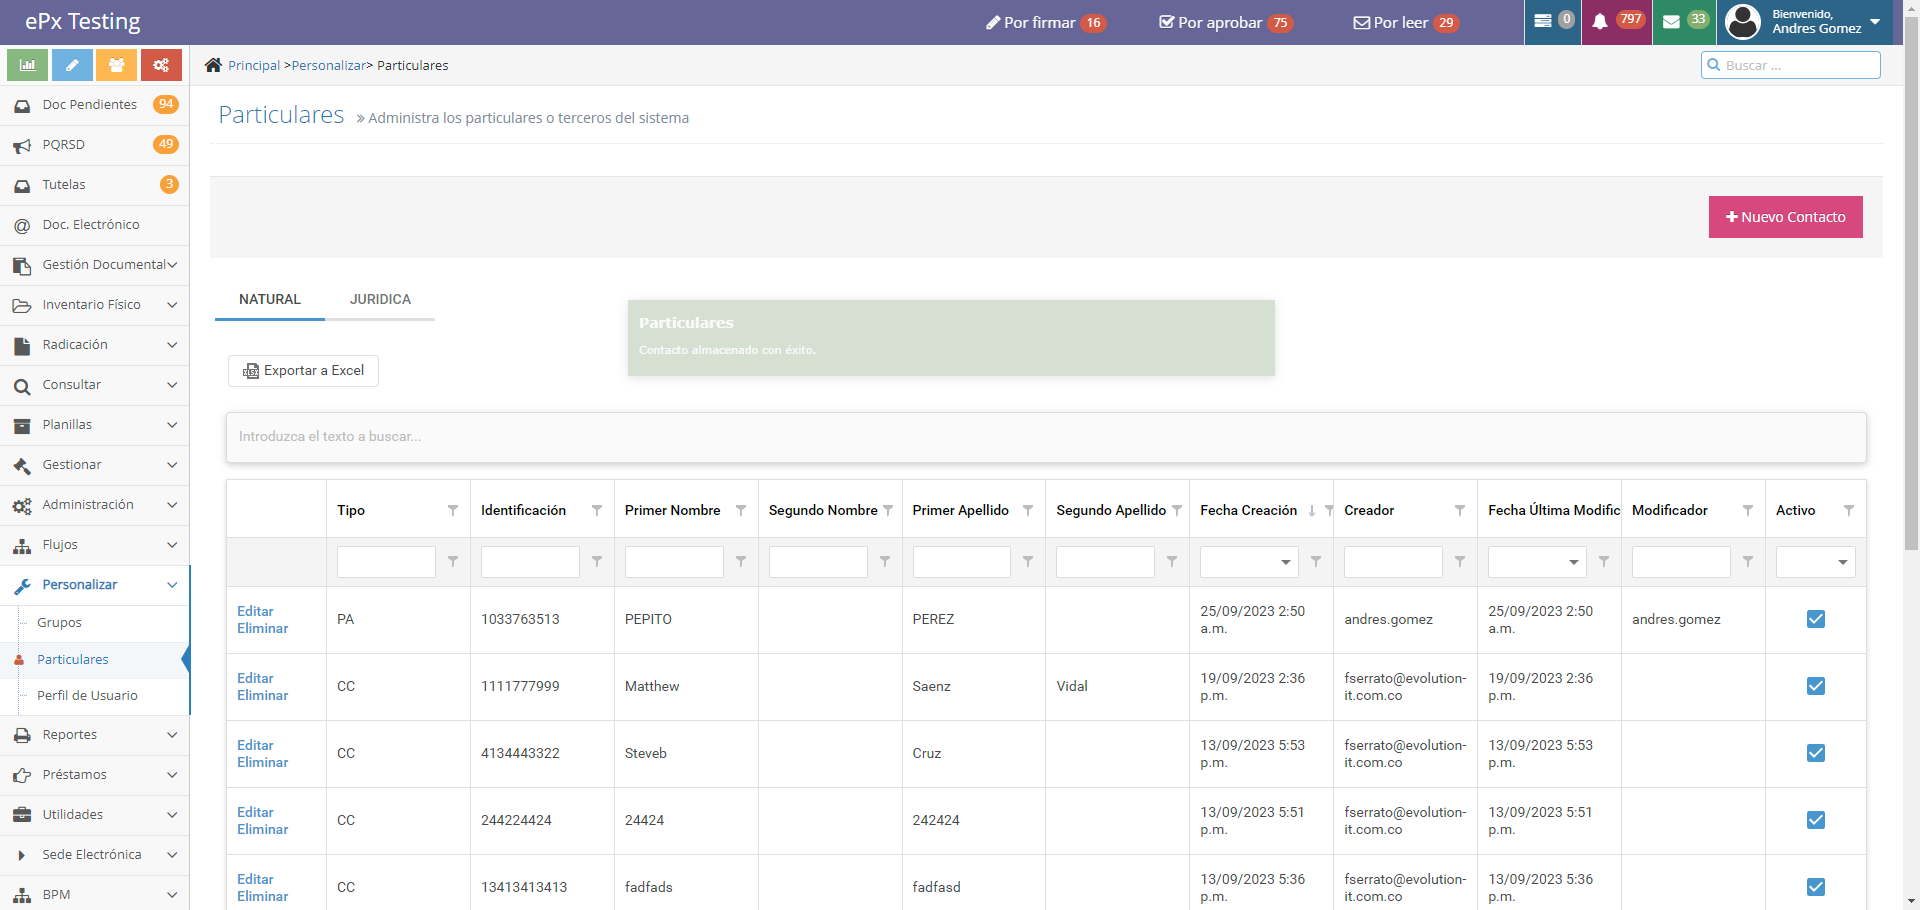 ePx Testing
Por firmar 16
Por aprobar 75
Por leer 29
0
797
33
Bienvenido,
Andres Gomez
Principal >Personalizar> Particulares
Buscar ...
Doc Pendientes 94
PQRSD 49
Tutelas 3
@ Doc. Electrónico
Gestión Documental
Inventario Físico
Radicación
Consultar
Planillas
Gestionar
Administración
Flujos
Personalizar
Grupos
Particulares
Perfil de Usuario
Reportes
Préstamos
Utilidades
Sede Electrónica
BPM
Particulares » Administra los particulares o terceros del sistema
+ Nuevo Contacto
NATURAL JURIDICA
Particulares
Contacto almacenado con éxito.
Exportar a Excel
Introduzca el texto a buscar...
Tipo Identificación Primer Nombre Segundo Nombre Primer Apellido Segundo Apellido Fecha Creación Creador Fecha Última Modific Modificador Activo
Editar Eliminar PA 1033763513 PEPITO PEREZ 25/09/2023 2:50 a.m. andres.gomez 25/09/2023 2:50 a.m. andres.gomez
Editar Eliminar CC 1111777999 Matthew Saenz Vidal 19/09/2023 2:36 p.m. fserrato@evolution-it.com.co 19/09/2023 2:36 p.m.
Editar Eliminar CC 4134443322 Steveb Cruz 13/09/2023 5:53 p.m. fserrato@evolution-it.com.co 13/09/2023 5:53 p.m.
Editar Eliminar CC 244224424 24424 242424 13/09/2023 5:51 p.m. fserrato@evolution-it.com.co 13/09/2023 5:51 p.m.
Editar Eliminar CC 13413413413 fadfads fadfasd 13/09/2023 5:36 p.m. fserrato@evolution-it.com.co 13/09/2023 5:36 p.m.